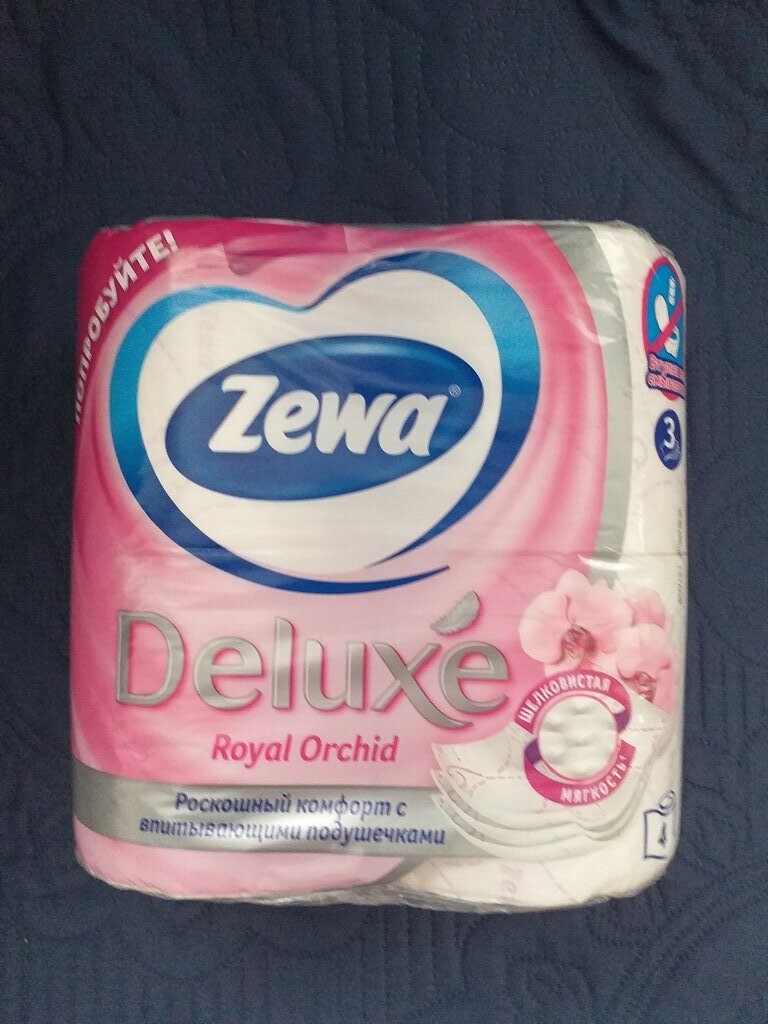 ПОПРОБУЙТЕ!
Zewa®
Deluxe
Royal Orchid
Роскошный комфорт с
впитывающими подушечками
ШЕЛКОВИСТАЯ
МЯГКОСТЬ!
3
4